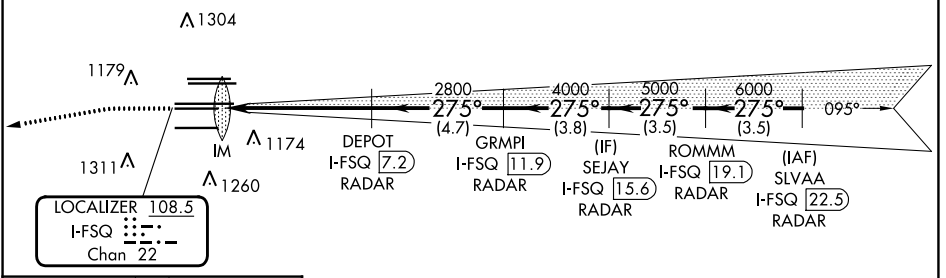 1304
1179
1311
1260
1174
IM
2800
275°
(4.7)
4000
275°
(3.8)
5000
275°
(3.5)
6000
275°
(3.5)
095°
DEPOT
I-FSQ 7.2
RADAR
GRMPI
I-FSQ 11.9
RADAR
(IF)
SEJAY
I-FSQ 15.6
RADAR
ROMMM
I-FSQ 19.1
RADAR
(IAF)
SLVAA
I-FSQ 22.5
RADAR
LOCALIZER 108.5
I-FSQ
Chan 22